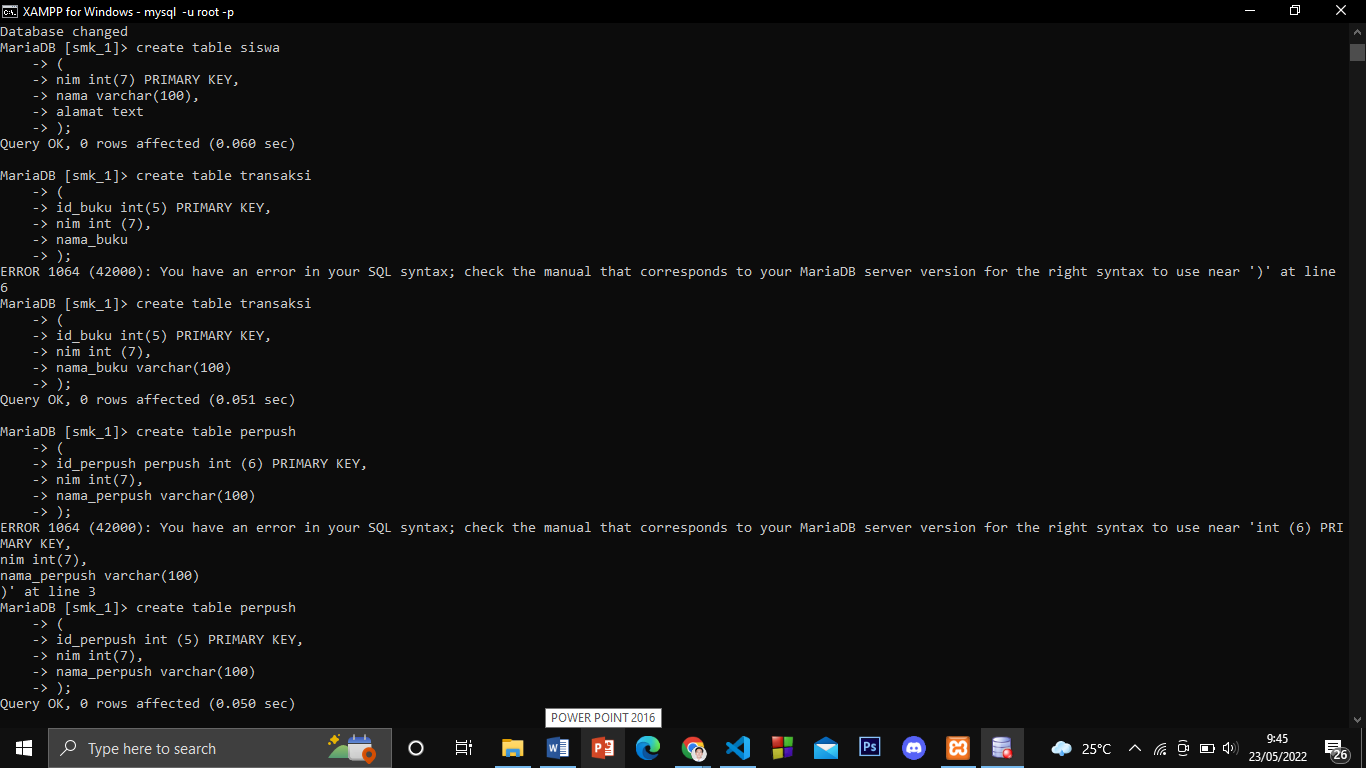 XAMPP for Windows - mysql -u root -p
Database changed
MariaDB [smk_1]> create table siswa
    -> (
    -> nim int(7) PRIMARY KEY,
    -> nama varchar(100),
    -> alamat text
    -> );
Query OK, 0 rows affected (0.060 sec)
MariaDB [smk_1]> create table transaksi
    -> (
    -> id_buku int(5) PRIMARY KEY,
    -> nim int (7),
    -> nama_buku
    -> );
ERROR 1064 (42000): You have an error in your SQL syntax; check the manual that corresponds to your MariaDB server version for the right syntax to use near ')' at line
6
MariaDB [smk_1]> create table transaksi
    -> (
    -> id_buku int(5) PRIMARY KEY,
    -> nim int (7),
    -> nama_buku varchar(100)
    -> );
Query OK, 0 rows affected (0.051 sec)
MariaDB [smk_1]> create table perpush
    -> (
    -> id_perpush perpush int (6) PRIMARY KEY,
    -> nim int(7),
    -> nama_perpush varchar(100)
    -> );
ERROR 1064 (42000): You have an error in your SQL syntax; check the manual that corresponds to your MariaDB server version for the right syntax to use near 'int (6) PRI
MARY KEY,
nim int(7),
nama_perpush varchar(100)
)' at line 3
MariaDB [smk_1]> create table perpush
    -> (
    -> id_perpush int (5) PRIMARY KEY,
    -> nim int(7),
    -> nama_perpush varchar(100)
    -> );
Query OK, 0 rows affected (0.050 sec)
POWER POINT 2016
Type here to search
Ps
25°C
9:45
23/05/2022
26